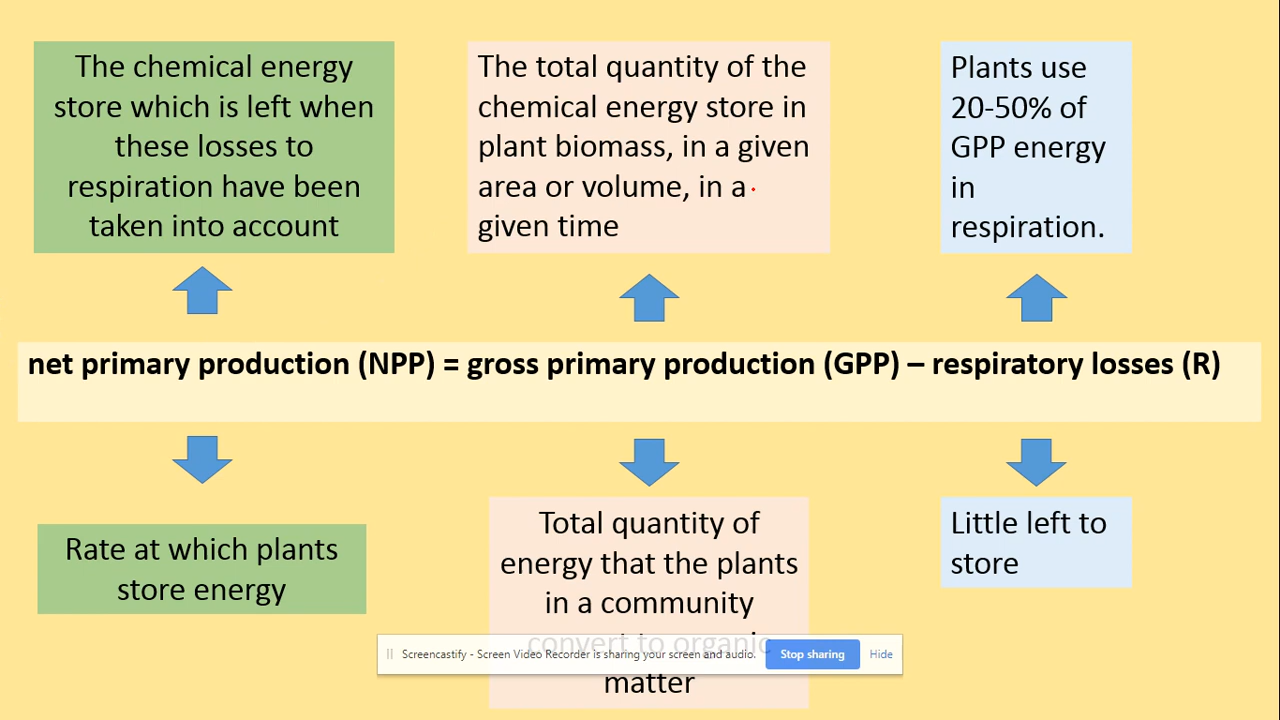 The chemical energy
store which is left when
these losses to
respiration have been
taken into account
The total quantity of the
chemical energy store in
plant biomass, in a given
area or volume, in a
given time
Plants use
20-50% of
GPP energy
in
respiration.
net primary production (NPP) = gross primary production (GPP) – respiratory losses (R)
Rate at which plants
store energy
Total quantity of
energy that the plants
in a community
convert to organic
matter
Little left to
store
Screencastify - Screen Video Recorder is sharing your screen and audio.
Stop sharing
Hide